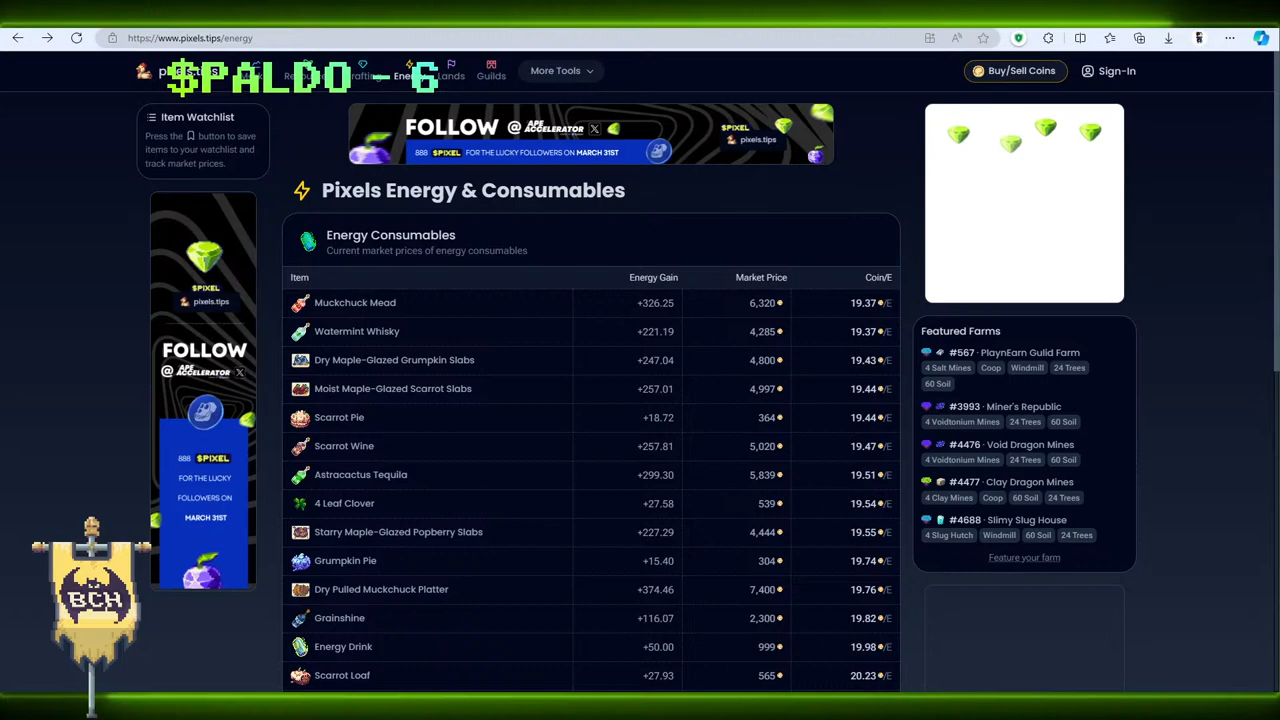 https://www.pixels.tips/energy
$PALDO - 6
Lands
Guilds
More Tools
Buy/Sell Coins
Sign-In
Item Watchlist
Press the button to save
items to your watchlist and
track market prices.
FOLLOW @ APE ACCELERATOR X
888 $PIXEL FOR THE LUCKY FOLLOWERS ON MARCH 31ST
$PIXEL
pixels.tips
$PIXEL
pixels.tips
FOLLOW
@ APE ACCELERATOR X
888 $PIXEL
FOR THE LUCKY
FOLLOWERS ON
MARCH 31ST
BCH
Pixels Energy & Consumables
Energy Consumables
Current market prices of energy consumables
Item Energy Gain Market Price Coin/E
Muckchuck Mead +326.25 6,320 19.37/E
Watermint Whisky +221.19 4,285 19.37/E
Dry Maple-Glazed Grumpkin Slabs +247.04 4,800 19.43/E
Moist Maple-Glazed Scarrot Slabs +257.01 4,997 19.44/E
Scarrot Pie +18.72 364 19.44/E
Scarrot Wine +257.81 5,020 19.47/E
Astracactus Tequila +299.30 5,839 19.51/E
4 Leaf Clover +27.58 539 19.54/E
Starry Maple-Glazed Popberry Slabs +227.29 4,444 19.55/E
Grumpkin Pie +15.40 304 19.74/E
Dry Pulled Muckchuck Platter +374.46 7,400 19.76/E
Grainshine +116.07 2,300 19.82/E
Energy Drink +50.00 999 19.98/E
Scarrot Loaf +27.93 565 20.23/E
Featured Farms
#567 · PlaynEarn Guild Farm
4 Salt Mines Coop Windmill 24 Trees
60 Soil
#3993 · Miner's Republic
4 Voidtonium Mines 24 Trees 60 Soil
#4476 · Void Dragon Mines
4 Voidtonium Mines 24 Trees 60 Soil
#4477 · Clay Dragon Mines
4 Clay Mines Coop 60 Soil 24 Trees
#4688 · Slimy Slug House
4 Slug Hutch Windmill 60 Soil 24 Trees
Feature your farm